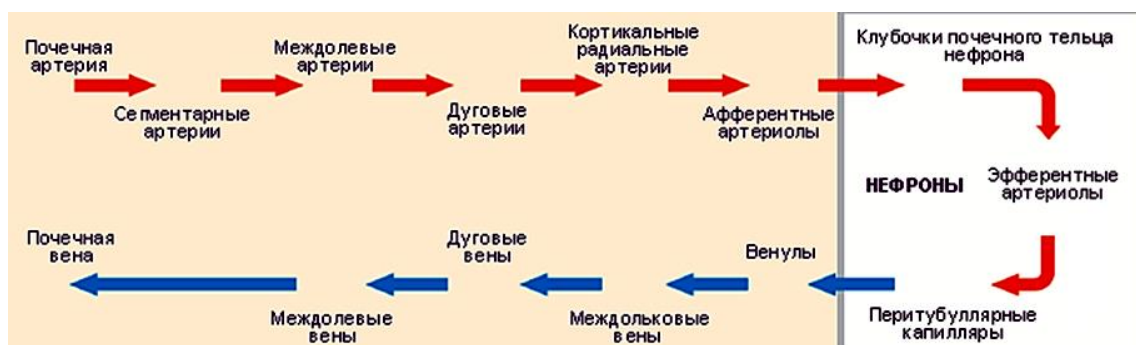 Почечная
артерия
Сегментарные
артерии
Междолевые
артерии
Дуговые
артерии
Кортикальные
радиальные
артерии
Афферентные
артериолы
Клубочки почечного тельца
нефрона
НЕФРОНЫ
Эфферентные
артериолы
Перитубуллярные
капилляры
Венулы
Междольковые
вены
Дуговые
вены
Междолевые
вены
Почечная
вена